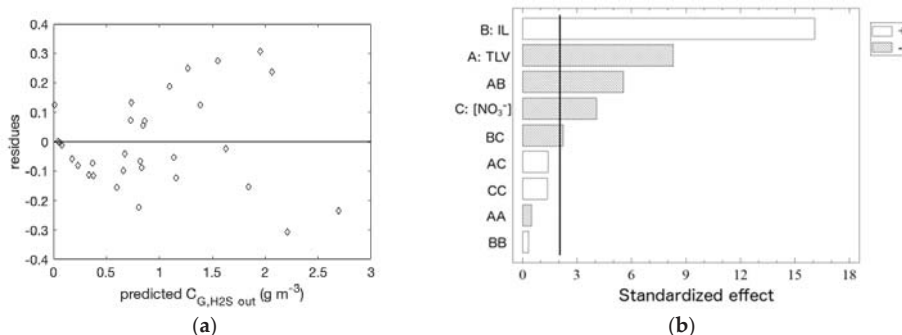 0.4
0.3
0.2
0.1
0
-0.1
-0.2
-0.3
-0.4
residues
0 0.5 1 1.5 2 2.5 3
predicted C_G,H2S out (g m⁻³)
(a)
B: IL
A: TLV
AB
C: [NO₃⁻]
BC
AC
CC
AA
BB
0 3 6 9 12 15 18
Standardized effect
+
-
(b)